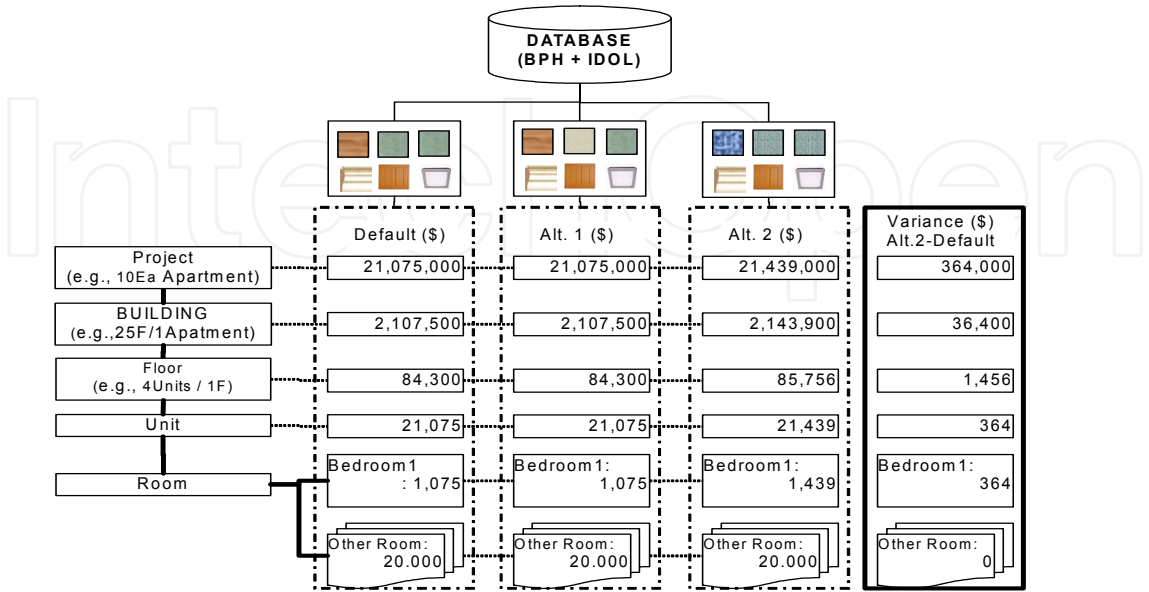 DATABASE
(BPH + IDOL)
Default ($)
Alt. 1 ($)
Alt. 2 ($)
Variance ($)
Alt.2-Default
Project
(e.g., 10Ea Apartment)
21,075,000
21,075,000
21,439,000
364,000
BUILDING
(e.g.,25F/1Apatment)
2,107,500
2,107,500
2,143,900
36,400
Floor
(e.g., 4Units / 1F)
84,300
84,300
85,756
1,456
Unit
21,075
21,075
21,439
364
Room
Bedroom1
: 1,075
Bedroom1:
1,075
Bedroom1:
1,439
Bedroom1:
364
Other Room:
20.000
Other Room:
20.000
Other Room:
20.000
Other Room:
0
IntechOpen